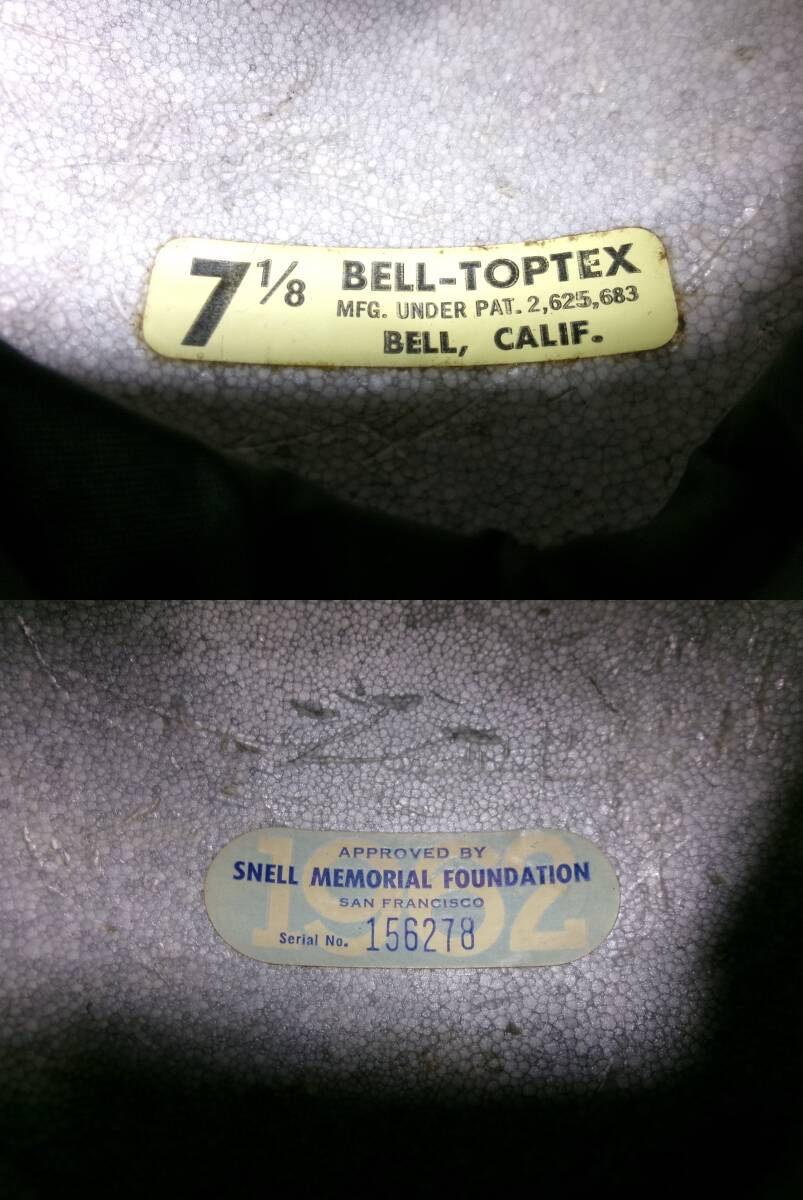 7 1/8 BELL-TOPTEX
MFG. UNDER PAT. 2,625,683
BELL, CALIF.
1962
APPROVED BY
SNELL MEMORIAL FOUNDATION
SAN FRANCISCO
Serial No. 156278